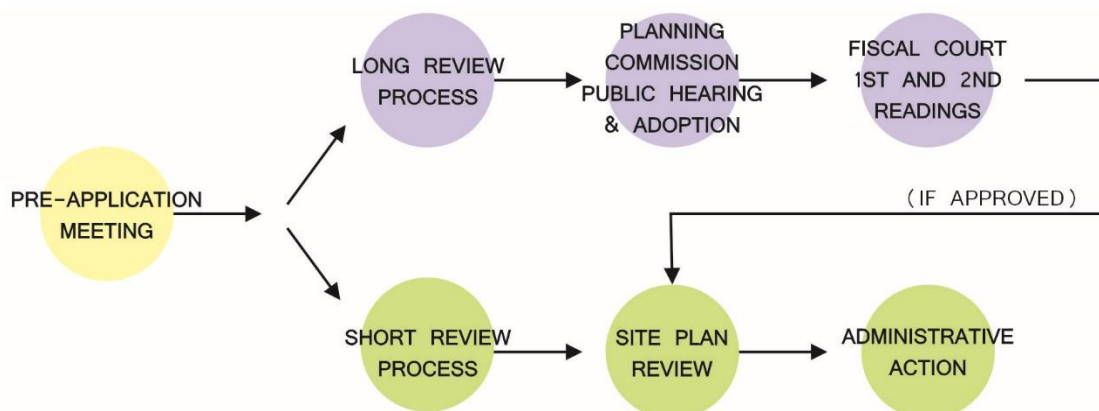 PRE-APPLICATION
MEETING
LONG REVIEW
PROCESS
PLANNING
COMMISSION
PUBLIC HEARING
& ADOPTION
FISCAL COURT
1ST AND 2ND
READINGS
(IF APPROVED)
SHORT REVIEW
PROCESS
SITE PLAN
REVIEW
ADMINISTRATIVE
ACTION